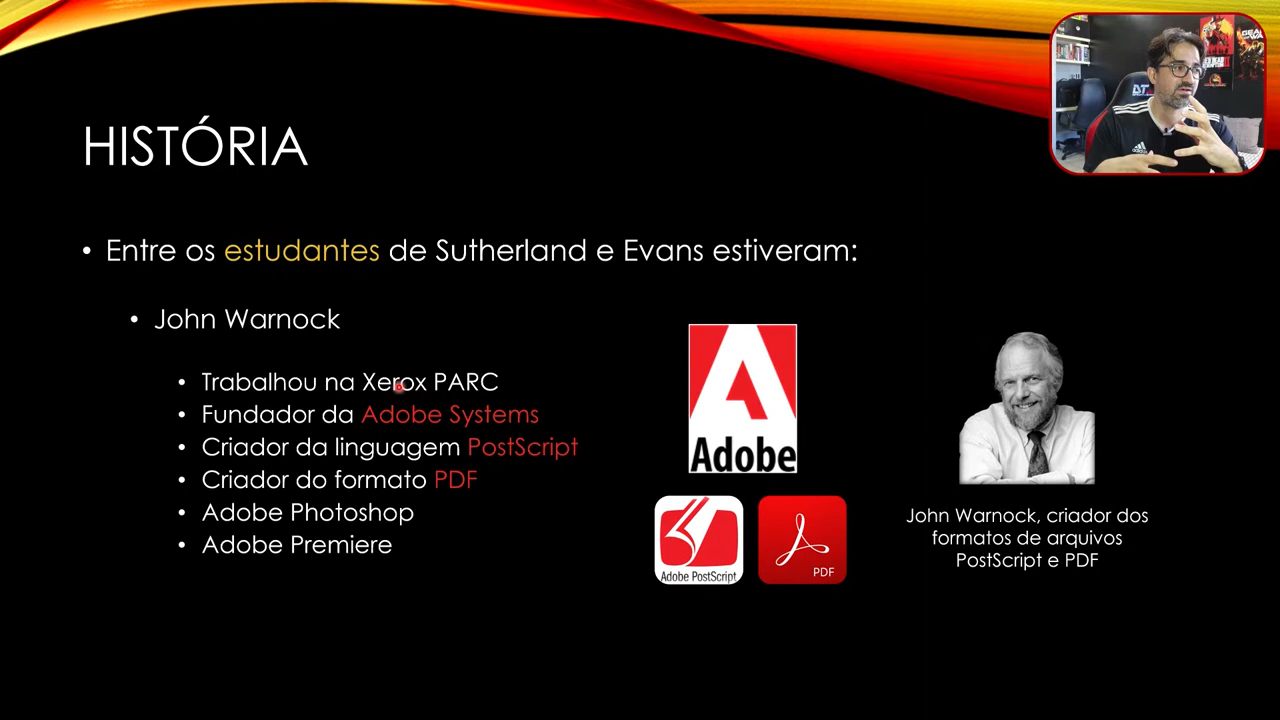 HISTÓRIA
• Entre os estudantes de Sutherland e Evans estiveram:
• John Warnock
• Trabalhou na Xerox PARC
• Fundador da Adobe Systems
• Criador da linguagem PostScript
• Criador do formato PDF
• Adobe Photoshop
• Adobe Premiere
Adobe
Adobe PostScript
PDF
John Warnock, criador dos
formatos de arquivos
PostScript e PDF
adidas